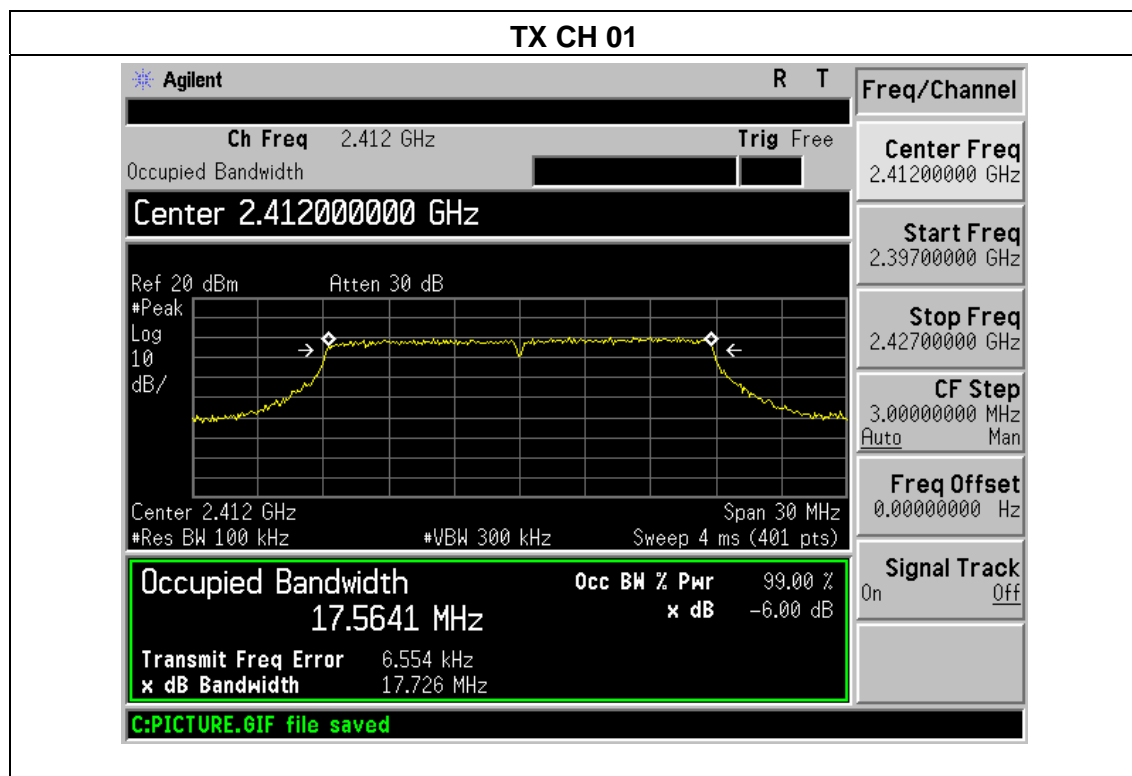 TX CH 01
Agilent R T
Freq/Channel
Ch Freq 2.412 GHz Trig Free
Occupied Bandwidth
Center 2.412000000 GHz
Ref 20 dBm Atten 30 dB
#Peak
Log
10
dB/
Center 2.412 GHz Span 30 MHz
#Res BW 100 kHz #VBW 300 kHz Sweep 4 ms (401 pts)
Occupied Bandwidth Occ BW % Pwr 99.00 %
17.5641 MHz x dB -6.00 dB
Transmit Freq Error 6.554 kHz
x dB Bandwidth 17.726 MHz
C:PICTURE.GIF file saved
Center Freq
2.41200000 GHz
Start Freq
2.39700000 GHz
Stop Freq
2.42700000 GHz
CF Step
3.00000000 MHz
Auto Man
Freq Offset
0.00000000 Hz
Signal Track
On Off